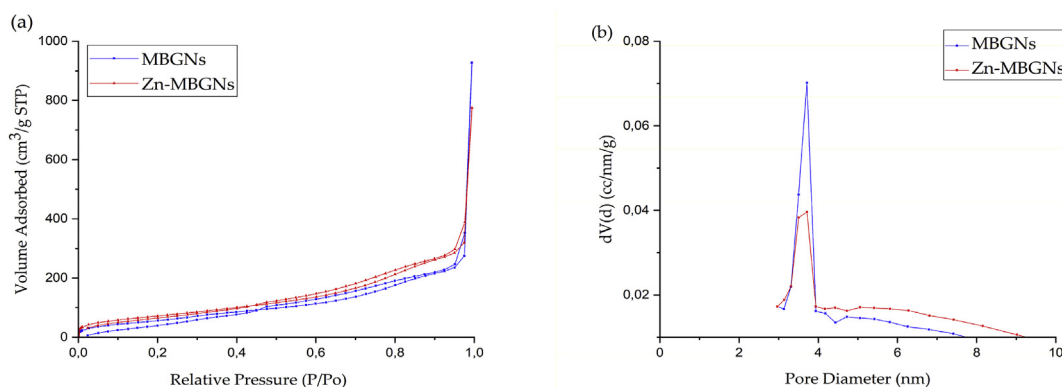 (a)
1000
800
600
400
200
0
Volume Adsorbed (cm³/g STP)
MBGNs
Zn-MBGNs
0,0
0,2
0,4
0,6
0,8
1,0
Relative Pressure (P/Po)
(b)
0,08
0,06
0,04
0,02
dV(d) (cc/nm/g)
MBGNs
Zn-MBGNs
0
2
4
6
8
10
Pore Diameter (nm)